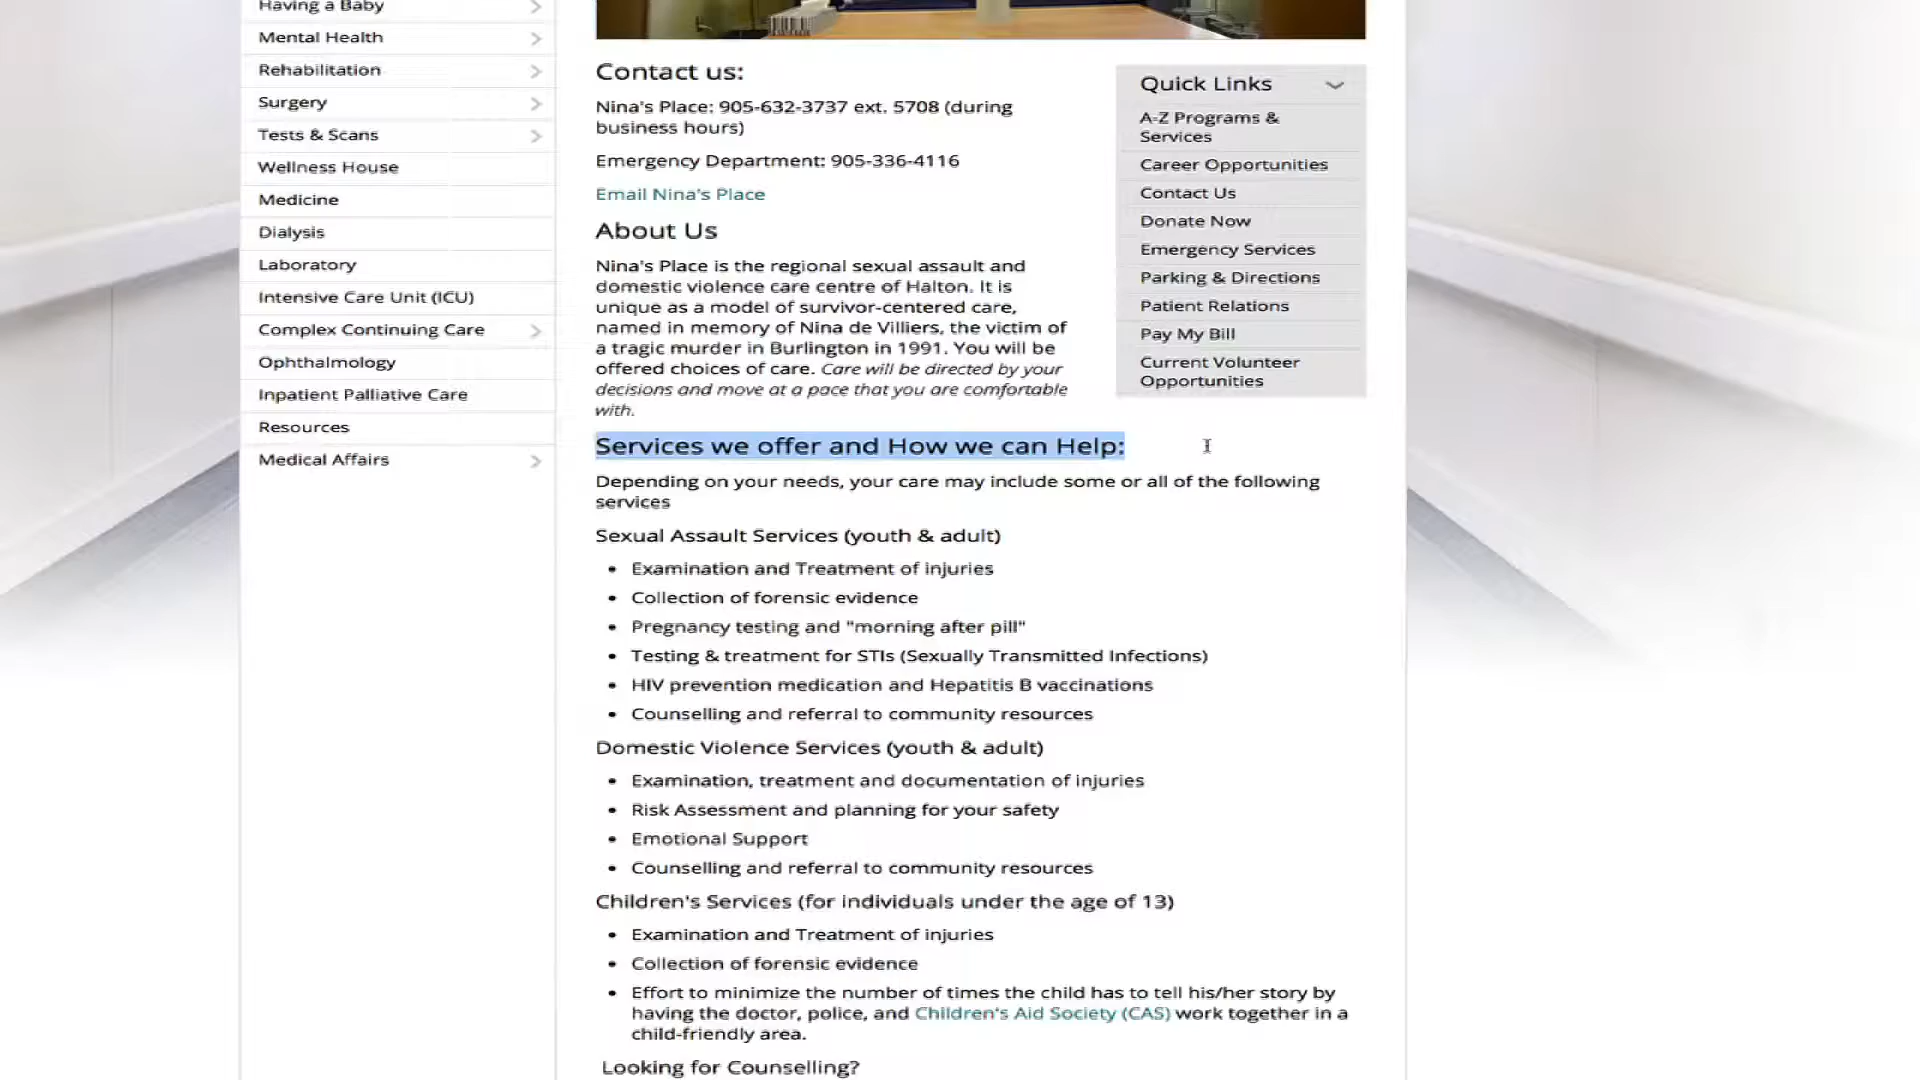 Having a Baby
Mental Health
Rehabilitation
Surgery
Tests & Scans
Wellness House
Medicine
Dialysis
Laboratory
Intensive Care Unit (ICU)
Complex Continuing Care
Ophthalmology
Inpatient Palliative Care
Resources
Medical Affairs
Contact us:
Nina's Place: 905-632-3737 ext. 5708 (during
business hours)
Emergency Department: 905-336-4116
Email Nina's Place
About Us
Nina's Place is the regional sexual assault and
domestic violence care centre of Halton. It is
unique as a model of survivor-centered care,
named in memory of Nina de Villiers, the victim of
a tragic murder in Burlington in 1991. You will be
offered choices of care. Care will be directed by your
decisions and move at a pace that you are comfortable
with.
Services we offer and How we can Help:
Depending on your needs, your care may include some or all of the following
services
Sexual Assault Services (youth & adult)
• Examination and Treatment of injuries
• Collection of forensic evidence
• Pregnancy testing and "morning after pill"
• Testing & treatment for STIs (Sexually Transmitted Infections)
• HIV prevention medication and Hepatitis B vaccinations
• Counselling and referral to community resources
Domestic Violence Services (youth & adult)
• Examination, treatment and documentation of injuries
• Risk Assessment and planning for your safety
• Emotional Support
• Counselling and referral to community resources
Children's Services (for individuals under the age of 13)
• Examination and Treatment of injuries
• Collection of forensic evidence
• Effort to minimize the number of times the child has to tell his/her story by
having the doctor, police, and Children's Aid Society (CAS) work together in a
child-friendly area.
Looking for Counselling?
Quick Links
A-Z Programs &
Services
Career Opportunities
Contact Us
Donate Now
Emergency Services
Parking & Directions
Patient Relations
Pay My Bill
Current Volunteer
Opportunities